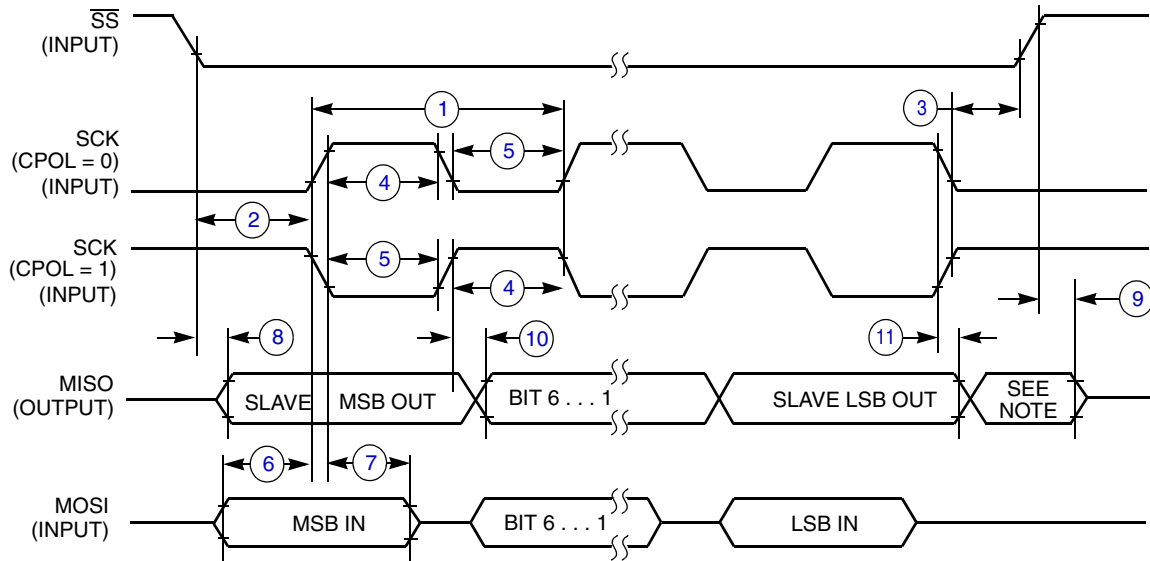 SS
(INPUT)
1
3
SCK
(CPOL = 0)
(INPUT)
5
4
2
SCK
(CPOL = 1)
(INPUT)
5
4
9
8
10
11
MISO
(OUTPUT)
SLAVE MSB OUT
BIT 6 . . . 1
SLAVE LSB OUT
SEE
NOTE
6
7
MOSI
(INPUT)
MSB IN
BIT 6 . . . 1
LSB IN